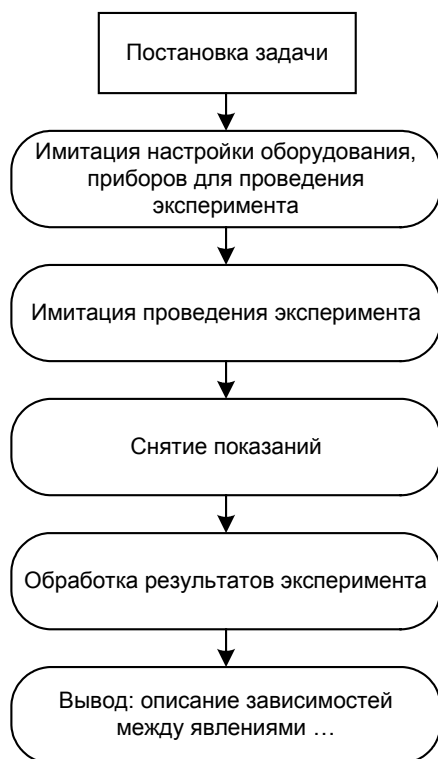 Постановка задачи
Имитация настройки оборудования,
приборов для проведения
эксперимента
Имитация проведения эксперимента
Снятие показаний
Обработка результатов эксперимента
Вывод: описание зависимостей
между явлениями …